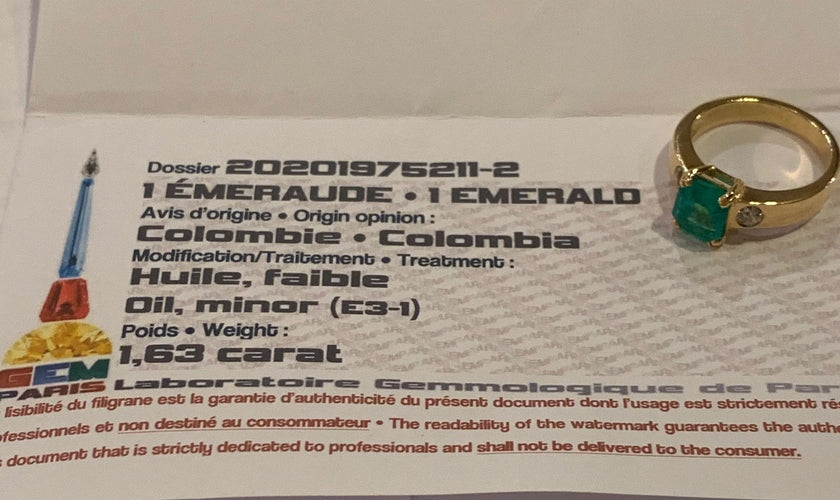 Dossier 20201975211-2
1 ÉMERAUDE • 1 EMERALD
Avis d'origine • Origin opinion :
Colombie • Colombia
Modification/Traitement • Treatment :
Huile, faible
Oil, minor (E3-1)
Poids • Weight :
1,63 carat
GEM
PARIS Laboratoire Gemmologique de
lisibilité du filigrane est la garantie d'authenticité du présent document dont l'usage est strictement
et non destiné au consommateur • The readability of the watermark guarantees the
document that is strictly dedicated to professionals and shall not be delivered to the consumer.